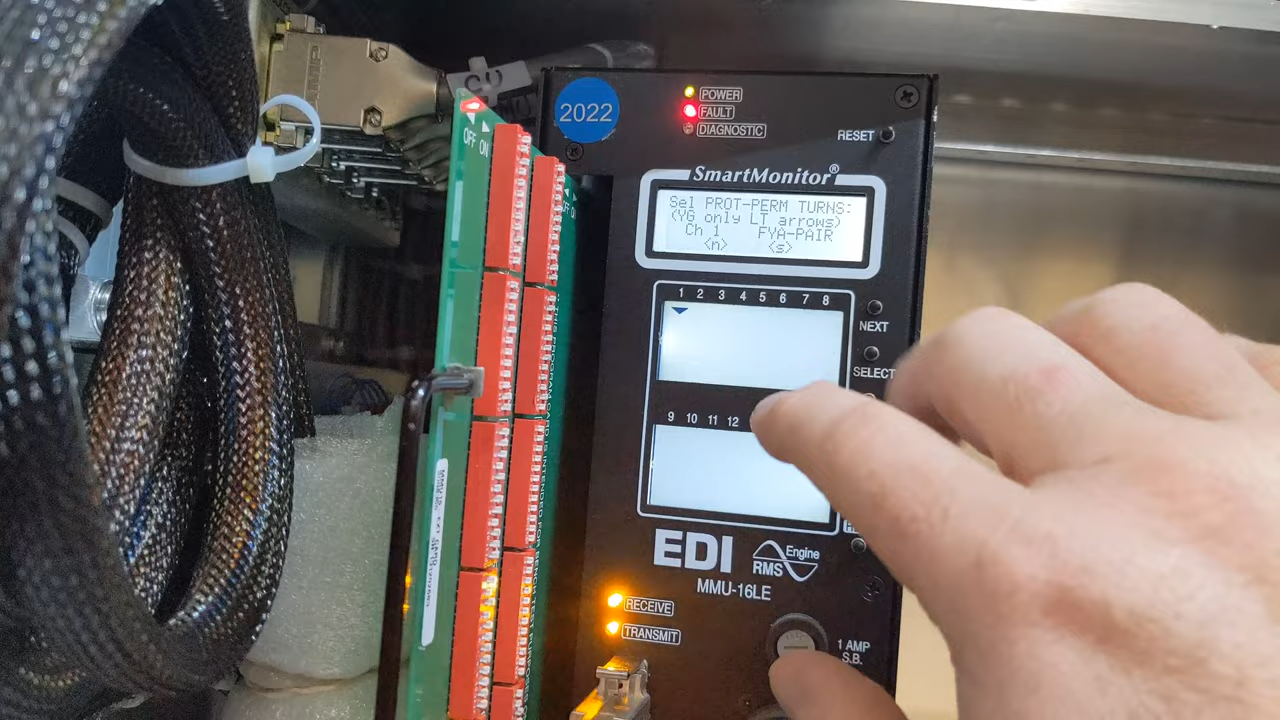 AMP
2022
POWER
FAULT
DIAGNOSTIC
RESET
OFF ON
SmartMonitor®
Sel PROT-PERM TURNS:
(YG only LT arrows)
Ch 1 FYA-PAIR
<n> <s>
1 2 3 4 5 6 7 8
NEXT
SELECT
9 10 11 12
EDI
Engine
RMS
MMU-16LE
RECEIVE
TRANSMIT
1 AMP
S.B.